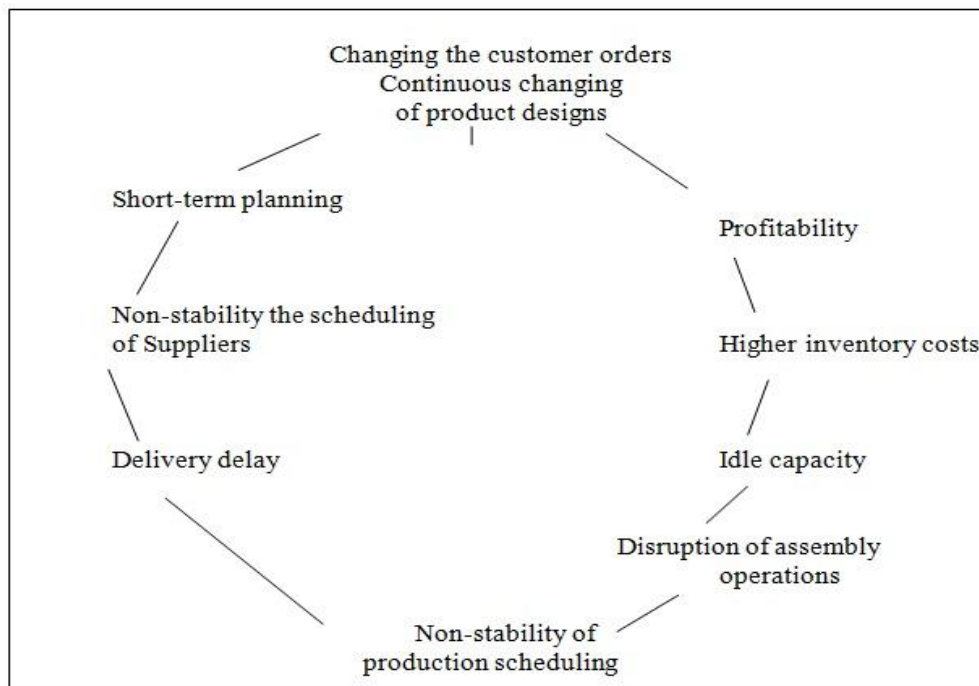 Changing the customer orders
Continuous changing
of product designs
Short-term planning
Profitability
Non-stability the scheduling
of Suppliers
Higher inventory costs
Delivery delay
Idle capacity
Disruption of assembly
operations
Non-stability of
production scheduling